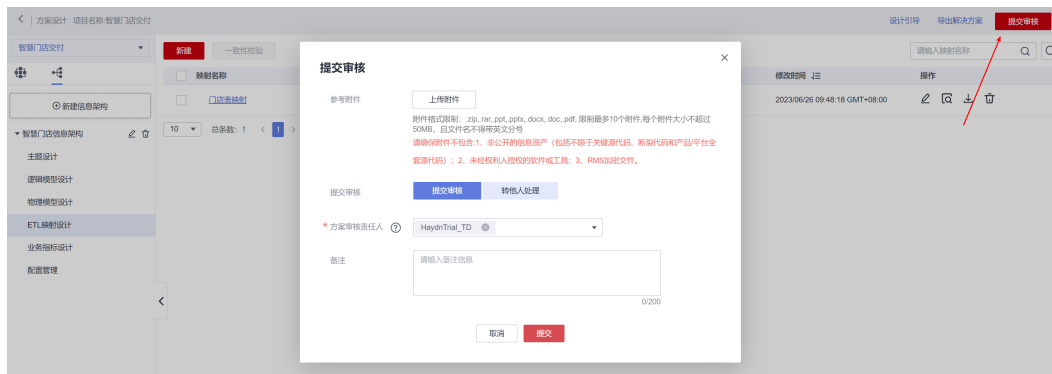 方案设计 项目名称:智慧门店交付
设计引导 导出解决方案 提交审核
智慧门店交付
新建 一致性校验
请输入映射名称
映射名称
修改时间
操作
新建信息架构
门店表映射
2023/06/26 09:48:18 GMT+08:00
10 总条数: 1 < 1 >
智慧门店信息架构
主题设计
逻辑模型设计
物理模型设计
ETL映射设计
业务指标设计
配置管理
提交审核
参考附件
上传附件
附件格式限制: .zip,.rar,.ppt,.pptx,.docx,.doc,.pdf, 限制最多10个附件,每个附件大小不超过
50MB, 且文件名不得带英文分号
请确保附件不包含:1、非公开的信息资产（包括不限于关键源代码、断裂代码和产品/平台全
套源代码）; 2、未经权利人授权的软件或工具; 3、RMS加密文件。
提交审核
提交审核 转他人处理
* 方案审核责任人 ?
HaydnTrial_TD
备注
请输入备注信息
0/200
取消 提交